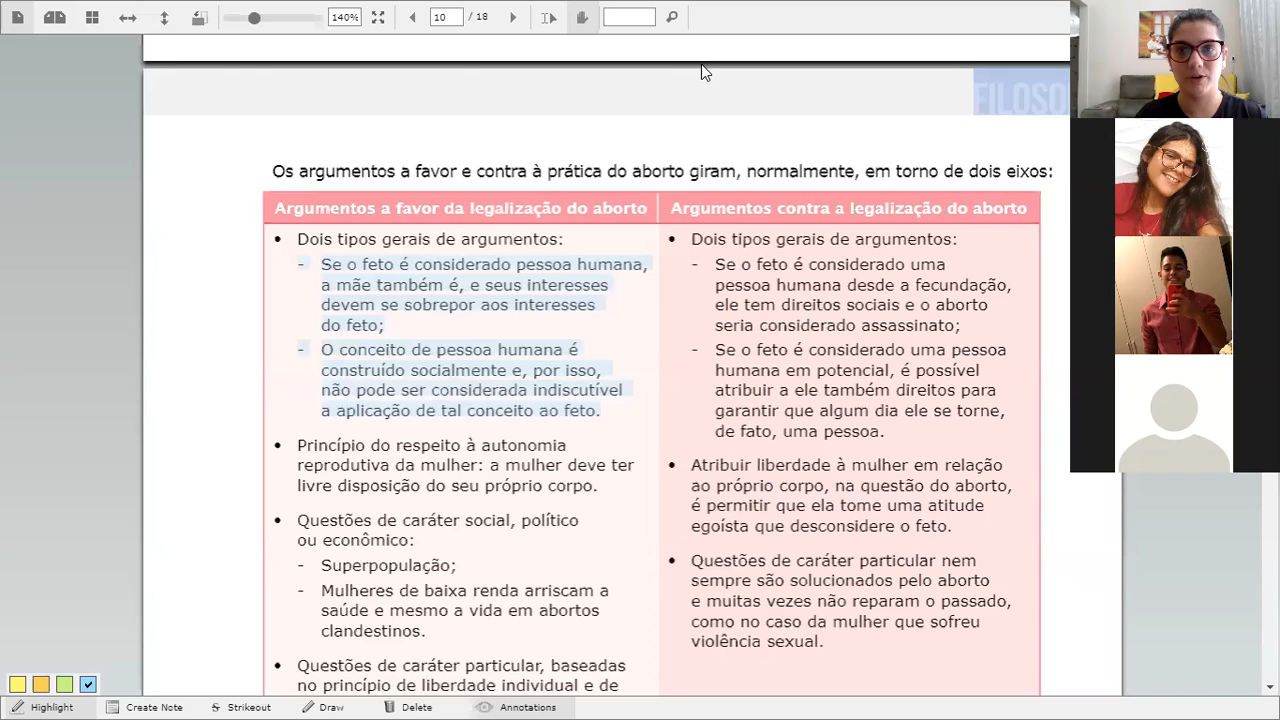 140%
10
/ 18
FILOSO
Os argumentos a favor e contra à prática do aborto giram, normalmente, em torno de dois eixos:
Argumentos a favor da legalização do aborto
• Dois tipos gerais de argumentos:
- Se o feto é considerado pessoa humana,
a mãe também é, e seus interesses
devem se sobrepor aos interesses
do feto;
- O conceito de pessoa humana é
construído socialmente e, por isso,
não pode ser considerada indiscutível
a aplicação de tal conceito ao feto.
• Princípio do respeito à autonomia
reprodutiva da mulher: a mulher deve ter
livre disposição do seu próprio corpo.
• Questões de caráter social, político
ou econômico:
- Superpopulação;
- Mulheres de baixa renda arriscam a
saúde e mesmo a vida em abortos
clandestinos.
• Questões de caráter particular, baseadas
no princípio de liberdade individual e de
Argumentos contra a legalização do aborto
• Dois tipos gerais de argumentos:
- Se o feto é considerado uma
pessoa humana desde a fecundação,
ele tem direitos sociais e o aborto
seria considerado assassinato;
- Se o feto é considerado uma pessoa
humana em potencial, é possível
atribuir a ele também direitos para
garantir que algum dia ele se torne,
de fato, uma pessoa.
• Atribuir liberdade à mulher em relação
ao próprio corpo, na questão do aborto,
é permitir que ela tome uma atitude
egoísta que desconsidere o feto.
• Questões de caráter particular nem
sempre são solucionados pelo aborto
e muitas vezes não reparam o passado,
como no caso da mulher que sofreu
violência sexual.
Highlight
Create Note
Strikeout
Draw
Delete
Annotations